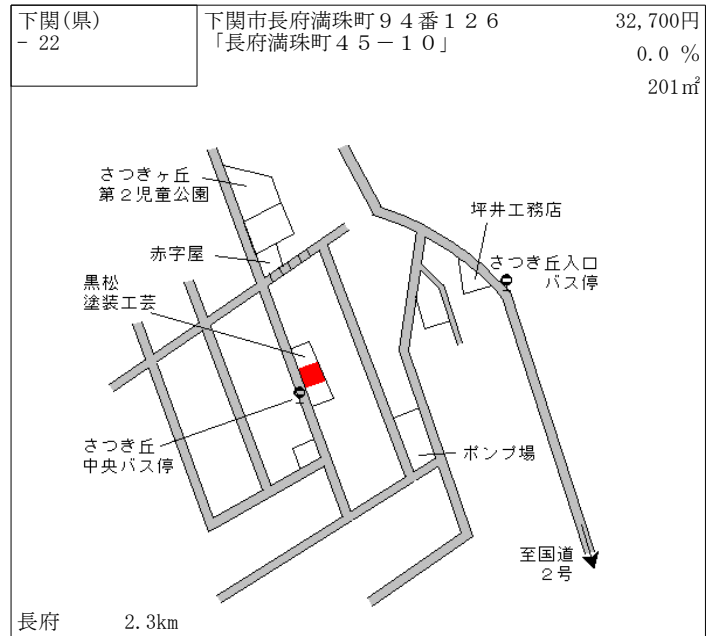 下関(県)
- 22
下関市長府満珠町９４番１２６
「長府満珠町４５－１０」
32,700円
0.0 %
201㎡
さつきヶ丘
第２児童公園
坪井工務店
赤字屋
さつき丘入口
バス停
黒松
塗装工芸
さつき丘
中央バス停
ポンプ場
至国道
２号
長府 2.3km